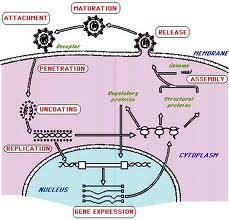 MATURATION
ATTACHMENT
RELEASE
Receptor
MEMBRANE
PENETRATION
Genome
ASSEMBLY
Regulatory
proteins
Structural
proteins
UNCOATING
REPLICATION
CYTOPLASM
NUCLEUS
GENE EXPRESSION